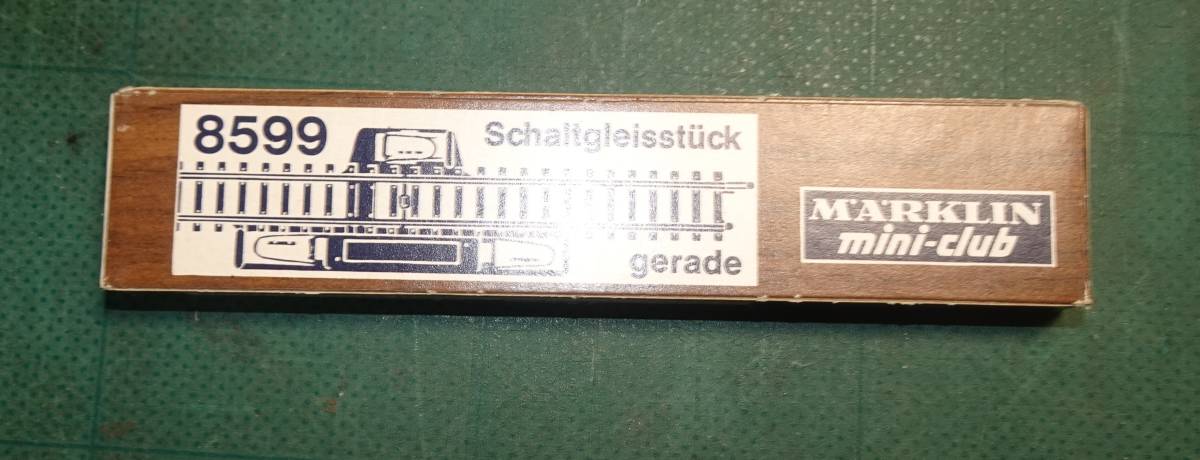 8599 Schaltgleisstück
gerade
MÄRKLIN
mini-club